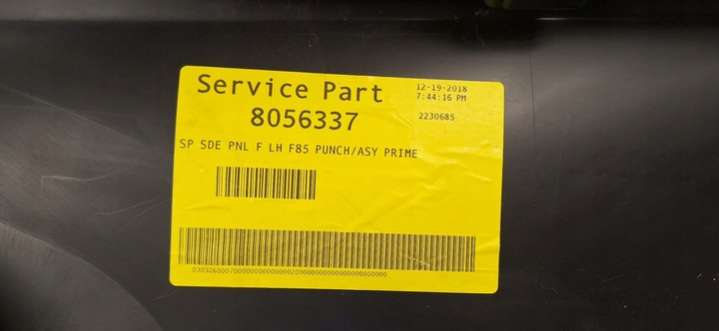 Service Part
12-19-2018
7:44:16 PM
8056337
2230685
SP SDE PNL F LH F85 PUNCH/ASY PRIME